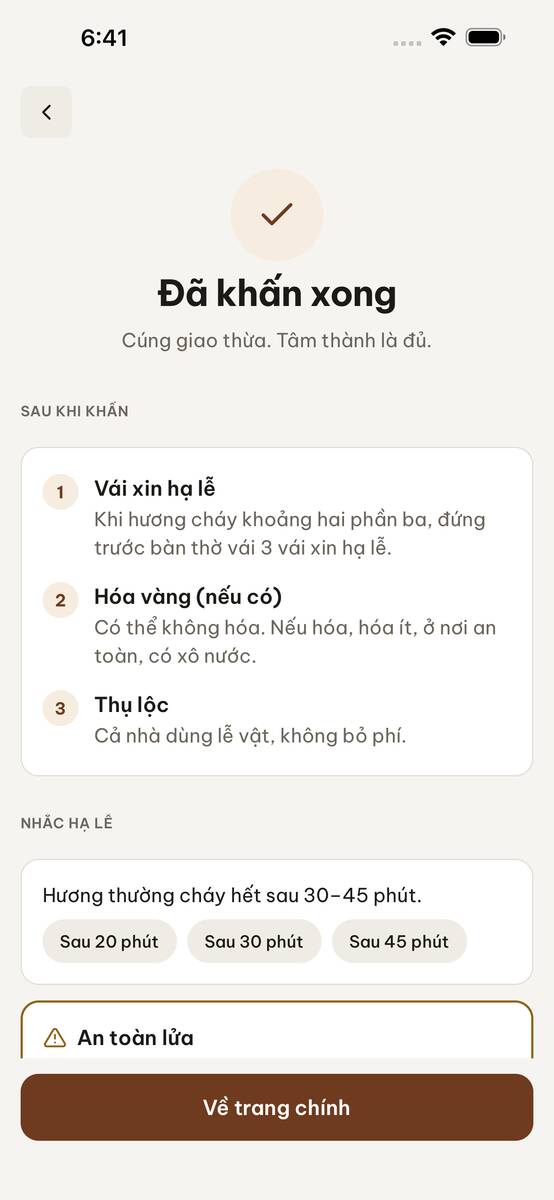 6:41
Đã khấn xong
Cúng giao thừa. Tâm thành là đủ.
SAU KHI KHẤN
1
Vái xin hạ lễ
Khi hương cháy khoảng hai phần ba, đứng
trước bàn thờ vái 3 vái xin hạ lễ.
2
Hóa vàng (nếu có)
Có thể không hóa. Nếu hóa, hóa ít, ở nơi an
toàn, có xô nước.
3
Thụ lộc
Cả nhà dùng lễ vật, không bỏ phí.
NHẮC HẠ LỄ
Hương thường cháy hết sau 30–45 phút.
Sau 20 phút
Sau 30 phút
Sau 45 phút
An toàn lửa
Về trang chính